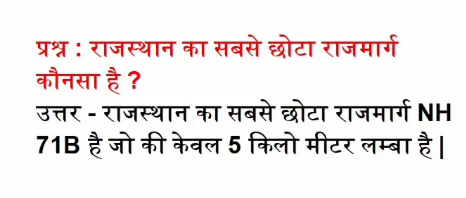 प्रश्न : राजस्थान का सबसे छोटा राजमार्ग
कौनसा है ?
उत्तर - राजस्थान का सबसे छोटा राजमार्ग NH
71B है जो की केवल 5 किलो मीटर लम्बा है |